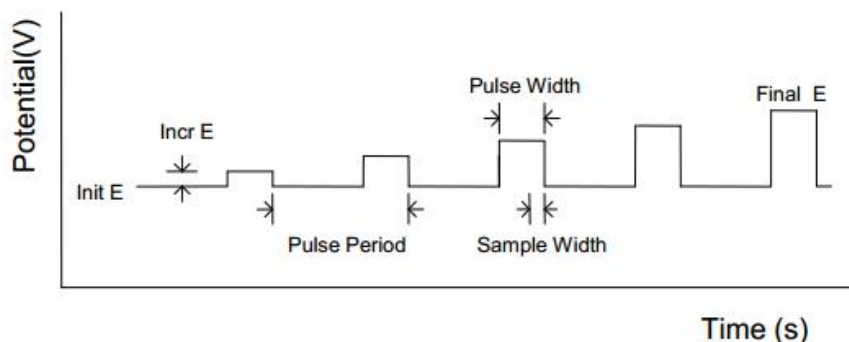 Potential(V)
Pulse Width
Final E
Incr E
Init E
Pulse Period
Sample Width
Time (s)